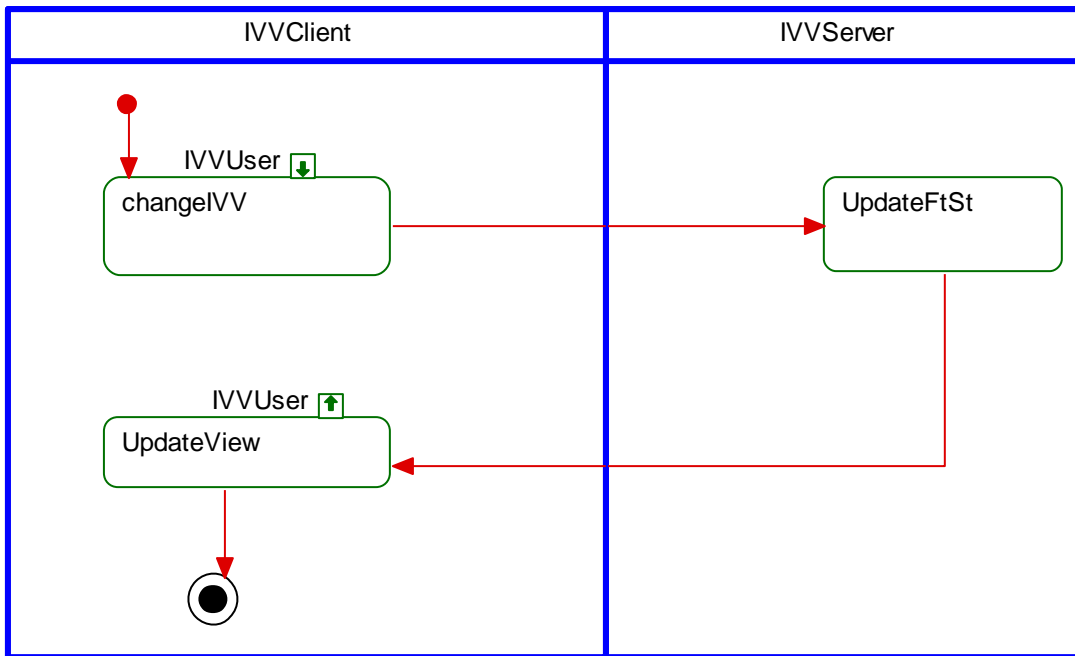 IVVClient
IVVServer
IVVUser
changeIVV
UpdateFtSt
IVVUser
UpdateView